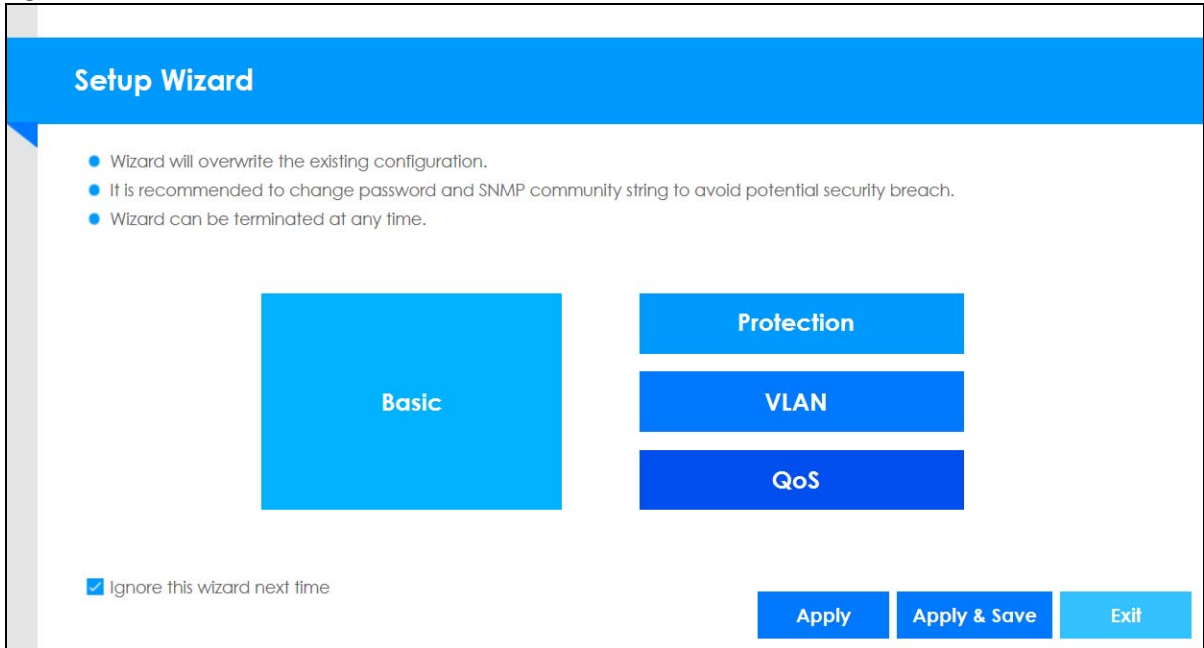 Setup Wizard
Wizard will overwrite the existing configuration.
It is recommended to change password and SNMP community string to avoid potential security breach.
Wizard can be terminated at any time.
Basic
Protection
VLAN
QoS
Ignore this wizard next time
Apply
Apply & Save
Exit